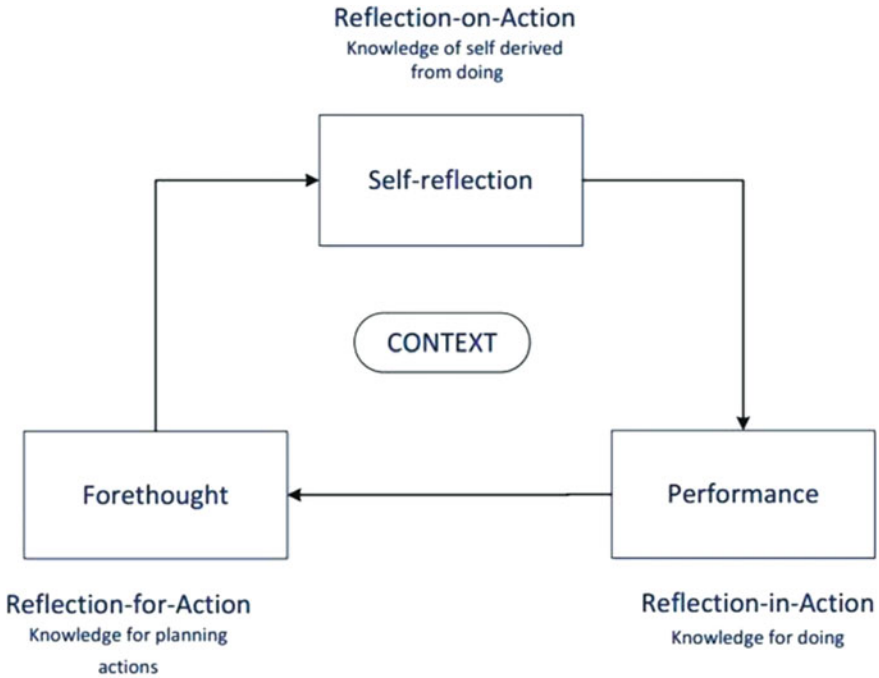 Reflection-on-Action
Knowledge of self derived
from doing
Self-reflection
CONTEXT
Forethought
Performance
Reflection-for-Action
Knowledge for planning
actions
Reflection-in-Action
Knowledge for doing